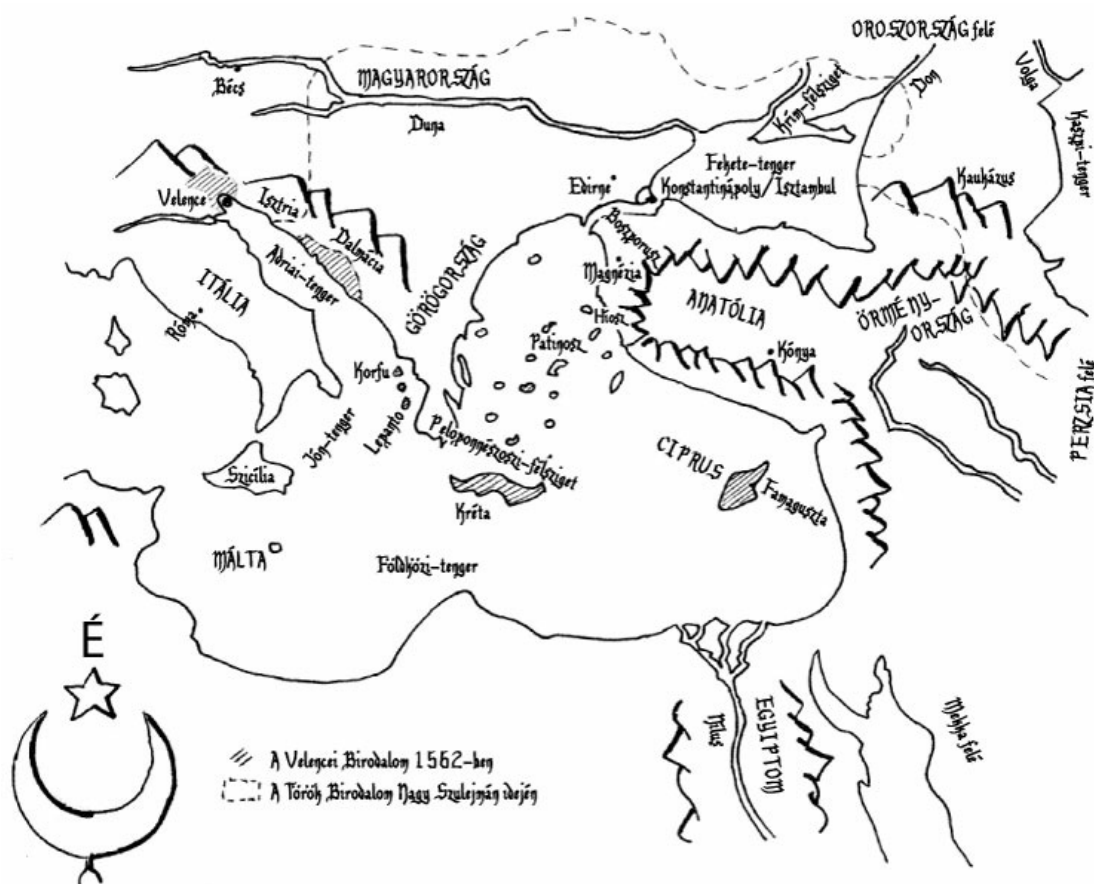 OROSZORSZÁG felé
Bécs
MAGYARORSZÁG
Krím-félsziget
Don
Volga
Kaszpi-tenger
Duna
Fekete-tenger
Edirne
Konstantinápoly/Isztambul
Kaukázus
Velence
Isztria
Dalmácia
Boszporusz
Adriai-tenger
GÖRÖGORSZÁG
Magnézia
ITÁLIA
ANATÓLIA
ÖRMÉNY-
ORSZÁG
Róma
Hiosz
Patinosz
Kónya
Korfu
PERZSIA felé
Lepanto
Jón-tenger
Peloponnészoszi-félsziget
Szicília
CIPRUS
Famaguszta
Kréta
MÁLTA
Földközi-tenger
É
Nílus
EGYIPTOM
Mekka felé
A Velencei Birodalom 1562-ben
A Török Birodalom Nagy Szulejmán idején